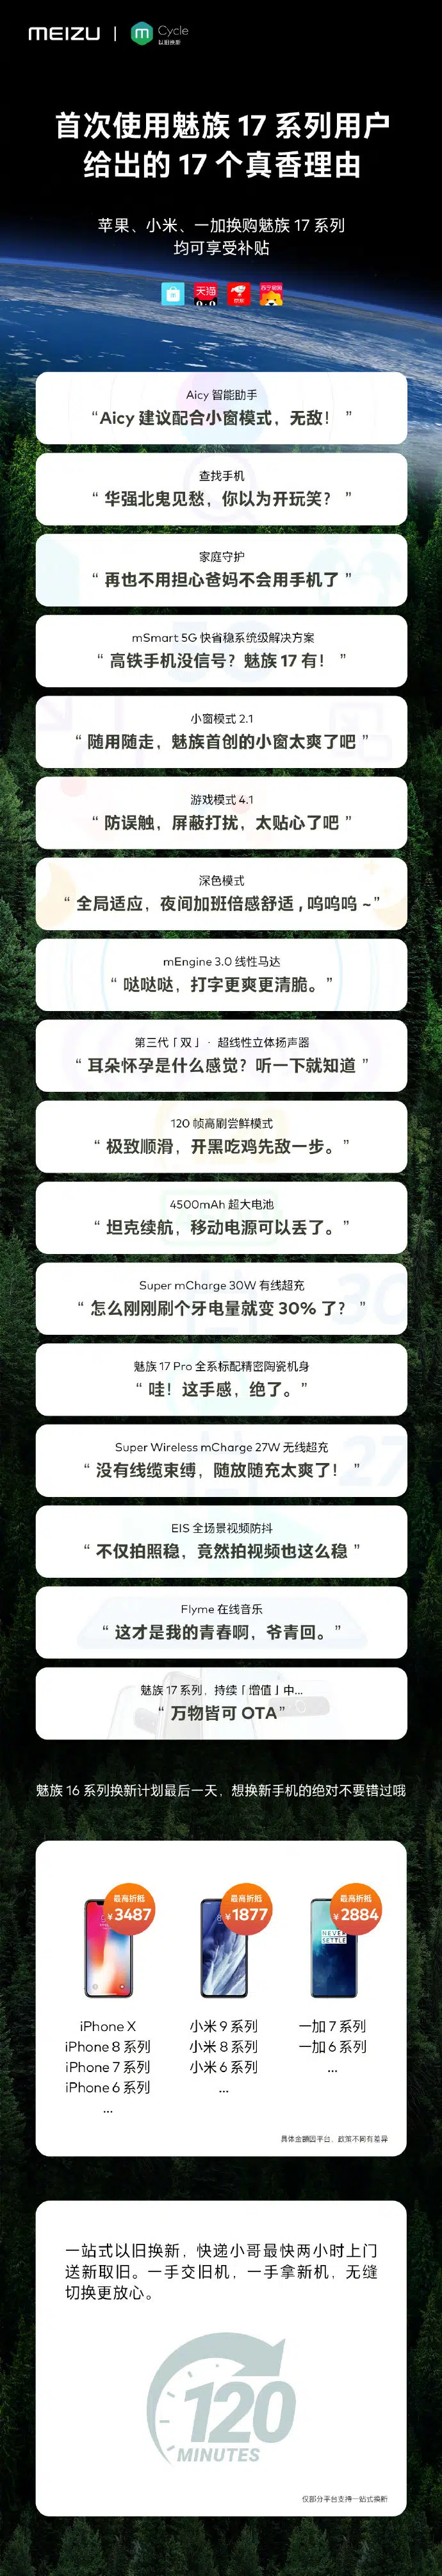 MEIZU | m Cycle
以旧换新
首次使用魅族 17 系列用户
给出的 17 个真香理由
苹果、小米、一加换购魅族 17 系列
均可享受补贴
天猫
京东
苏宁易购
Aicy 智能助手
“Aicy 建议配合小窗模式，无敌！ ”
查找手机
“ 华强北鬼见愁，你以为开玩笑？ ”
家庭守护
“ 再也不用担心爸妈不会用手机了 ”
mSmart 5G 快省稳系统级解决方案
“ 高铁手机没信号？魅族 17 有！ ”
小窗模式 2.1
“ 随用随走，魅族首创的小窗太爽了吧 ”
游戏模式 4.1
“ 防误触，屏蔽打扰，太贴心了吧 ”
深色模式
“ 全局适应，夜间加班倍感舒适 , 呜呜呜 ~”
mEngine 3.0 线性马达
“ 哒哒哒，打字更爽更清脆。”
第三代「双」· 超线性立体扬声器
“ 耳朵怀孕是什么感觉？听一下就知道 ”
120 帧高刷尝鲜模式
“ 极致顺滑，开黑吃鸡先敌一步。”
4500mAh 超大电池
“ 坦克续航，移动电源可以丢了。”
Super mCharge 30W 有线超充
30
“ 怎么刚刚刷个牙电量就变 30% 了？ ”
魅族 17 Pro 全系标配精密陶瓷机身
“ 哇！这手感，绝了。”
Super Wireless mCharge 27W 无线超充
27
“ 没有线缆束缚，随放随充太爽了！ ”
EIS 全场景视频防抖
“ 不仅拍照稳，竟然拍视频也这么稳 ”
Flyme 在线音乐
“ 这才是我的青春啊，爷青回。”
魅族 17 系列，持续「增值」中...
“ 万物皆可 OTA”
魅族 16 系列换新计划最后一天，想换新手机的绝对不要错过哦
最高折抵
¥3487
最高折抵
¥1877
最高折抵
¥2884
NEVER
SETTLE
iPhone X
iPhone 8 系列
iPhone 7 系列
iPhone 6 系列
...
小米 9 系列
小米 8 系列
小米 6 系列
...
一加 7 系列
一加 6 系列
...
具体金额因平台、政策不同有差异
一站式以旧换新，快递小哥最快两小时上门
送新取旧。一手交旧机，一手拿新机，无缝
切换更放心。
120
MINUTES
仅部分平台支持一站式换新